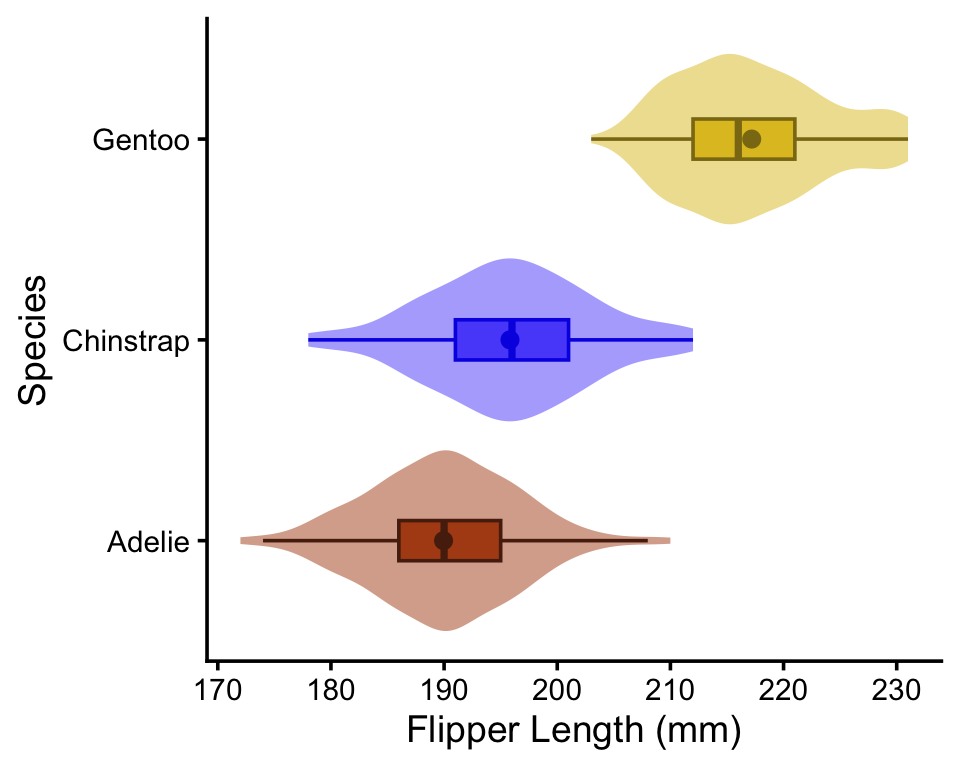 Gentoo
Chinstrap
Adelie
Species
170 180 190 200 210 220 230
Flipper Length (mm)